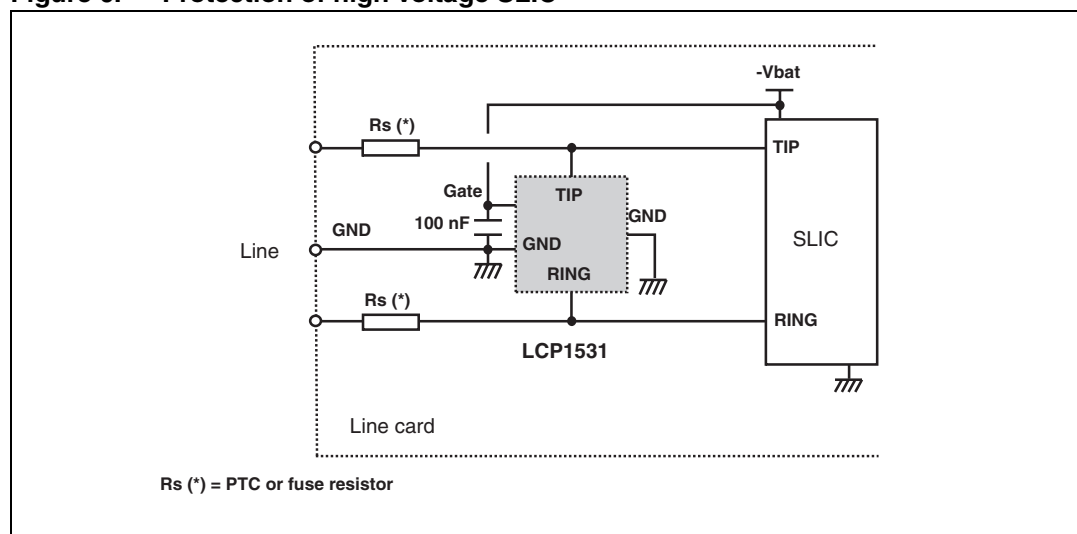 Figure Protection of high voltage SLIC
-Vbat
Rs (*)
TIP
Gate
TIP
100 nF
GND
GND
GND
SLIC
Line
RING
Rs (*)
RING
LCP1531
Line card
Rs (*) = PTC or fuse resistor